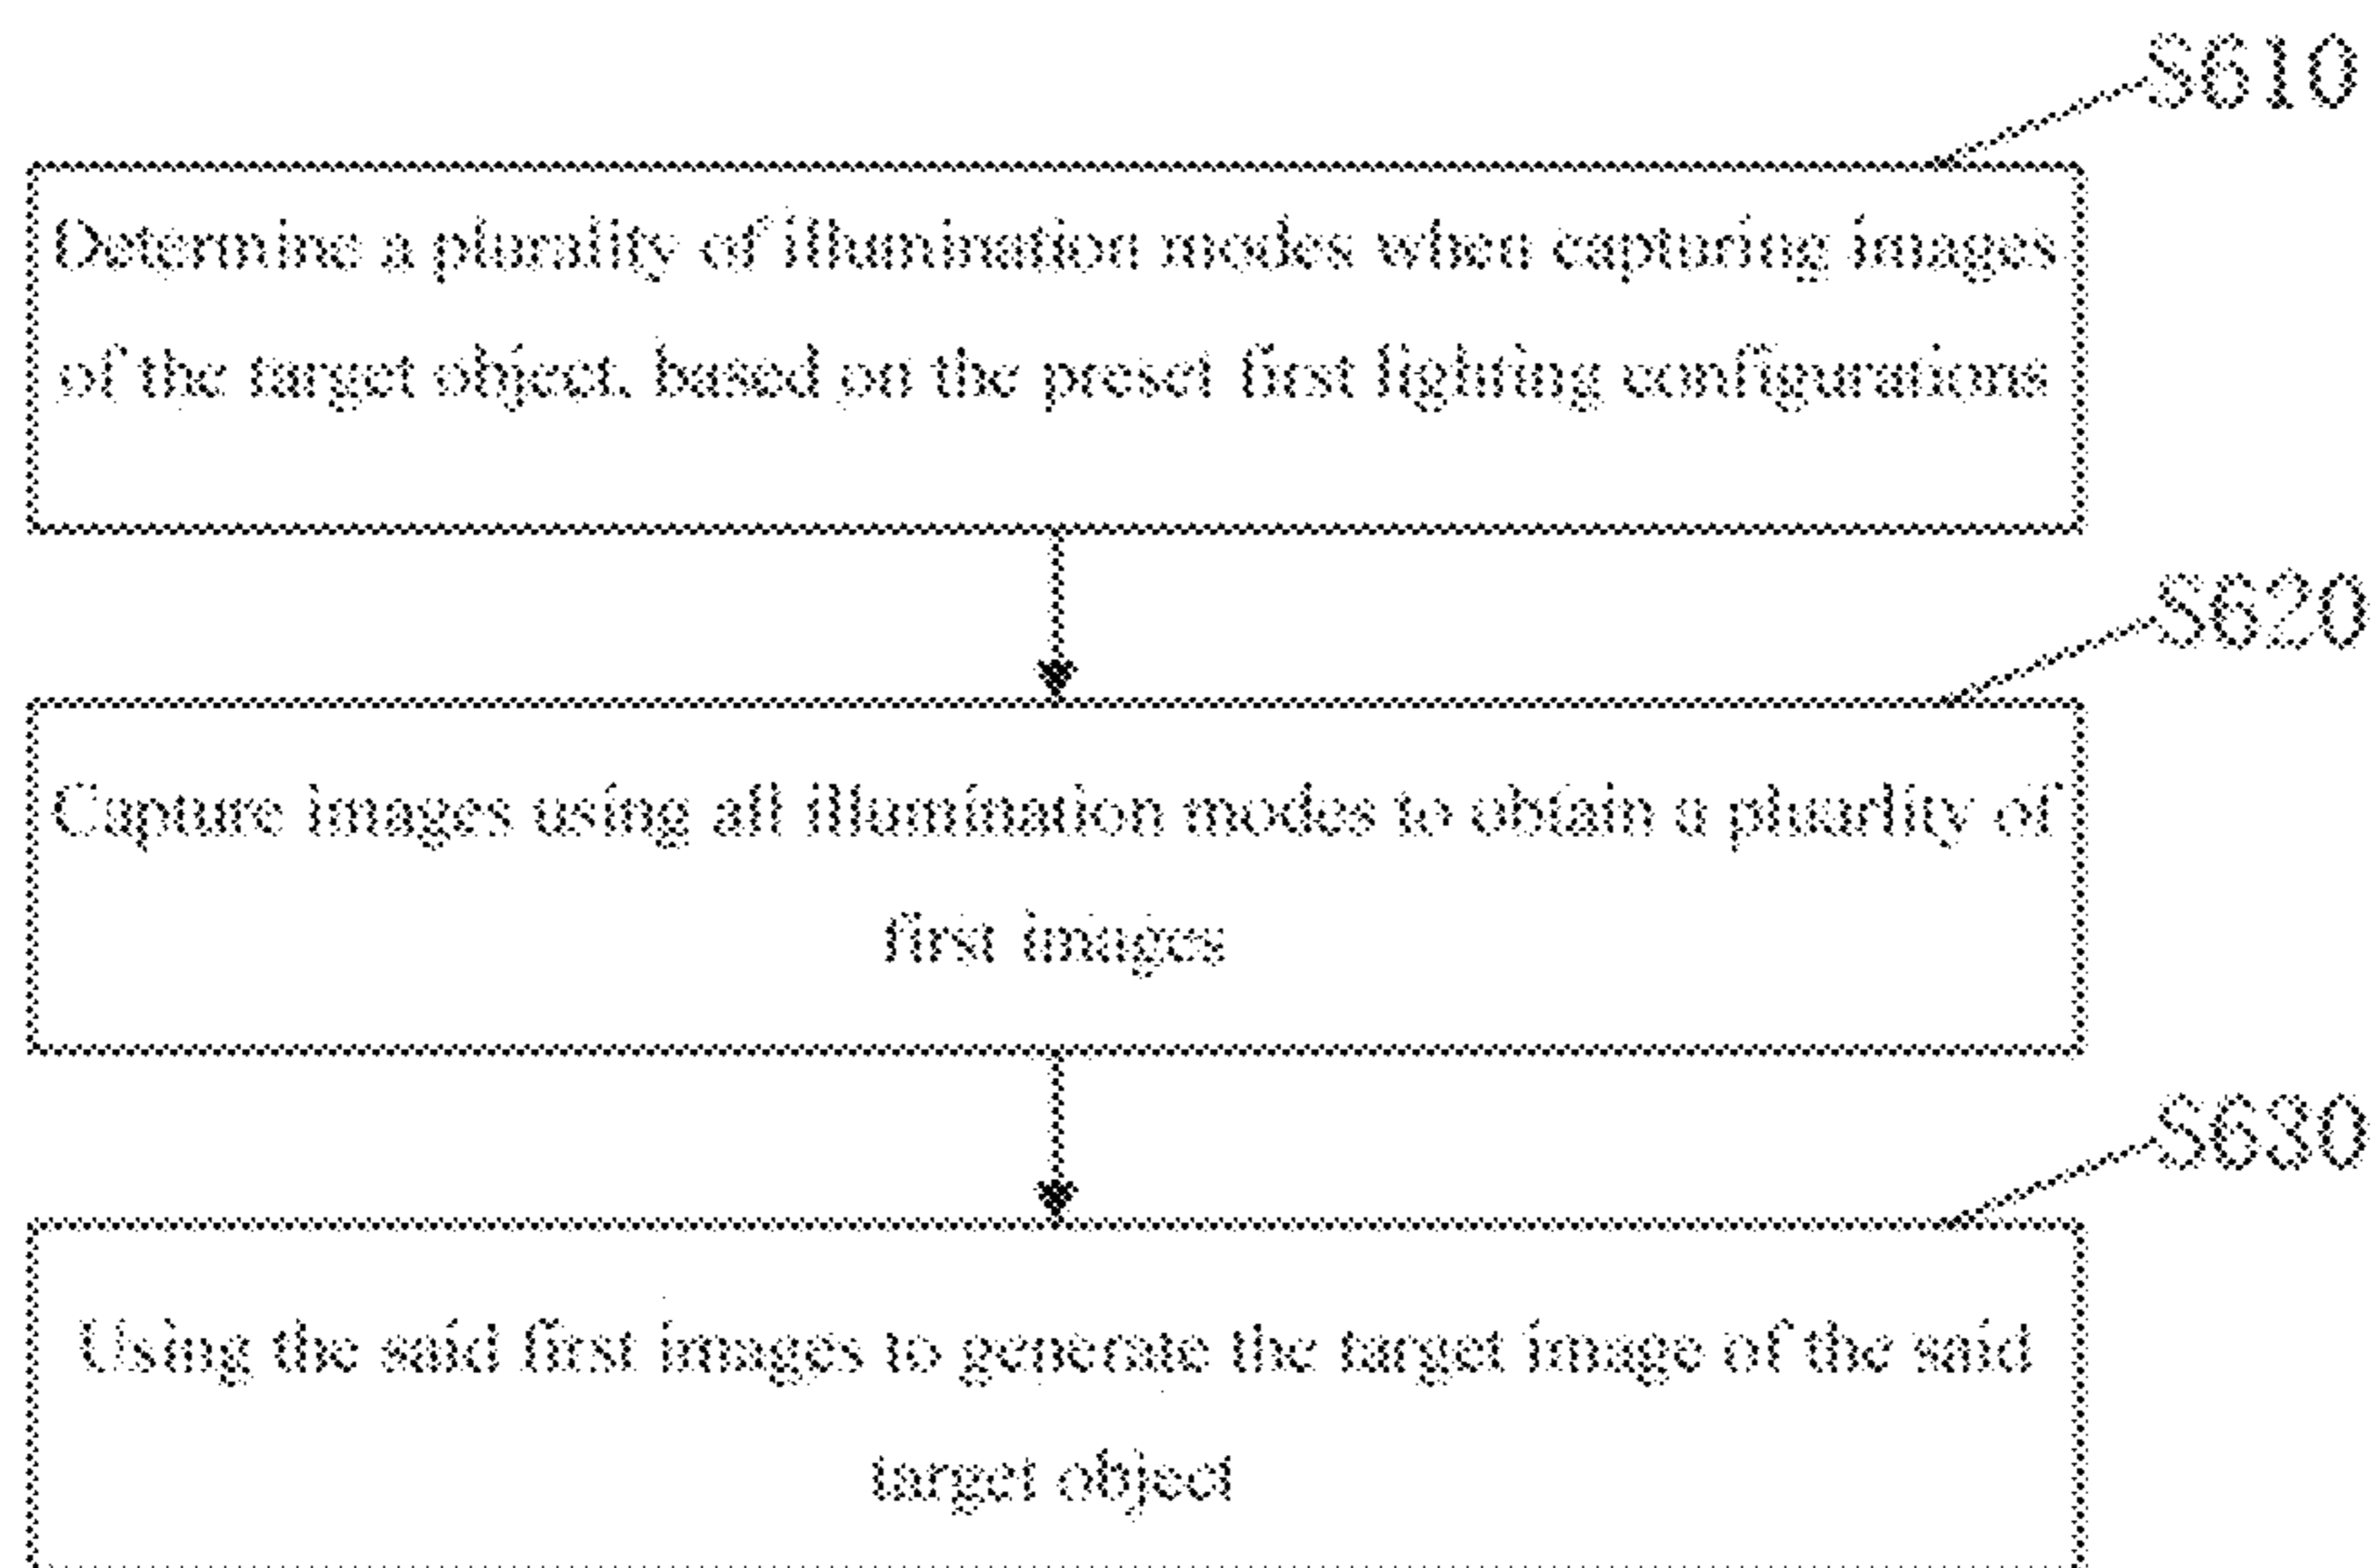 S610
Determine a plurality of illumination modes when capturing images
of the target object, based on the preset first lighting configurations
S620
Capture images using all illumination modes to obtain a pluarlity of
first images
S630
Using the said first images to generate the target image of the said
target object